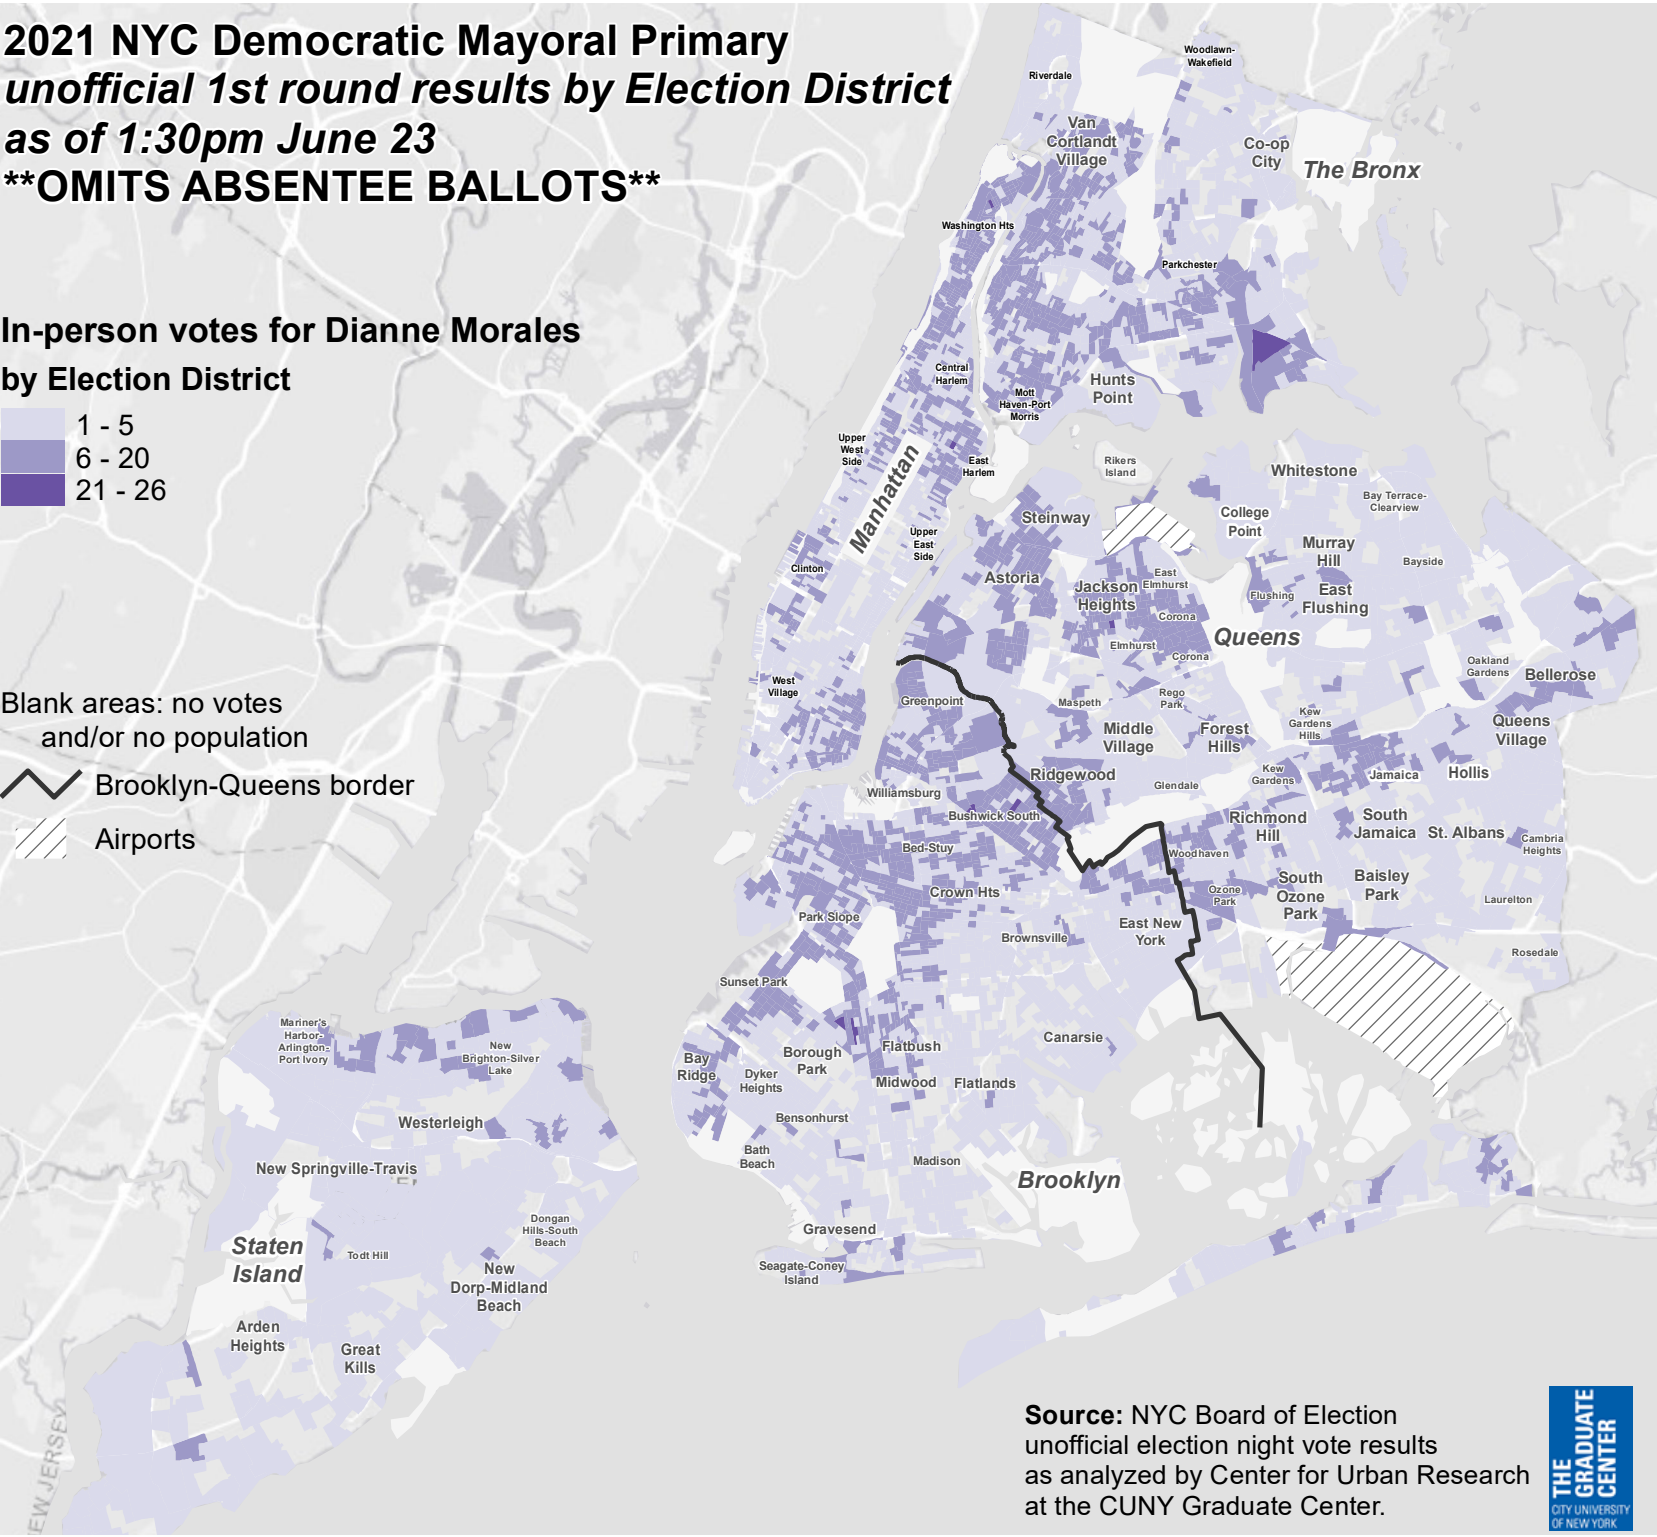 2021 NYC Democratic Mayoral Primary
unofficial 1st round results by Election District
as of 1:30pm June 23
**OMITS ABSENTEE BALLOTS**
In-person votes for Dianne Morales
by Election District
1 - 5
6 - 20
21 - 26
Blank areas: no votes
and/or no population
Brooklyn-Queens border
Airports
Woodlawn-
Wakefield
Riverdale
Van
Cortlandt
Village
Co-op
City
The Bronx
Washington Hts
Parkchester
Central
Harlem
Mott
Haven-Port
Morris
Hunts
Point
Upper
West
Side
Manhattan
East
Harlem
Rikers
Island
Whitestone
Bay Terrace-
Clearview
College
Point
Steinway
Upper
East
Side
Murray
Hill
Bayside
Clinton
Astoria
Jackson
Heights
East
Elmhurst
Flushing
East
Flushing
Corona
Queens
Elmhurst
Corona
Oakland
Gardens
Bellerose
West
Village
Greenpoint
Maspeth
Rego
Park
Kew
Gardens
Hills
Queens
Village
Middle
Village
Forest
Hills
Ridgewood
Kew
Gardens
Jamaica
Hollis
Glendale
Williamsburg
Bushwick South
Richmond
Hill
South
Jamaica
St. Albans
Cambria
Heights
Bed-Stuy
Woodhaven
Crown Hts
Ozone
Park
South
Ozone
Park
Baisley
Park
Laurelton
Park Slope
East New
York
Brownsville
Rosedale
Sunset Park
Mariner's
Harbor-
Arlington-
Port Ivory
New
Brighton-Silver
Lake
Canarsie
Bay
Ridge
Borough
Park
Flatbush
Dyker
Heights
Midwood
Flatlands
Westerleigh
Bensonhurst
Bath
Beach
Madison
New Springville-Travis
Brooklyn
Dongan
Hills-South
Beach
Gravesend
Staten
Island
Todt Hill
New
Dorp-Midland
Beach
Seagate-Coney
Island
Arden
Heights
Great
Kills
NEW JERSEY
Source: NYC Board of Election
unofficial election night vote results
as analyzed by Center for Urban Research
at the CUNY Graduate Center.
THE
GRADUATE
CENTER
CITY UNIVERSITY
OF NEW YORK